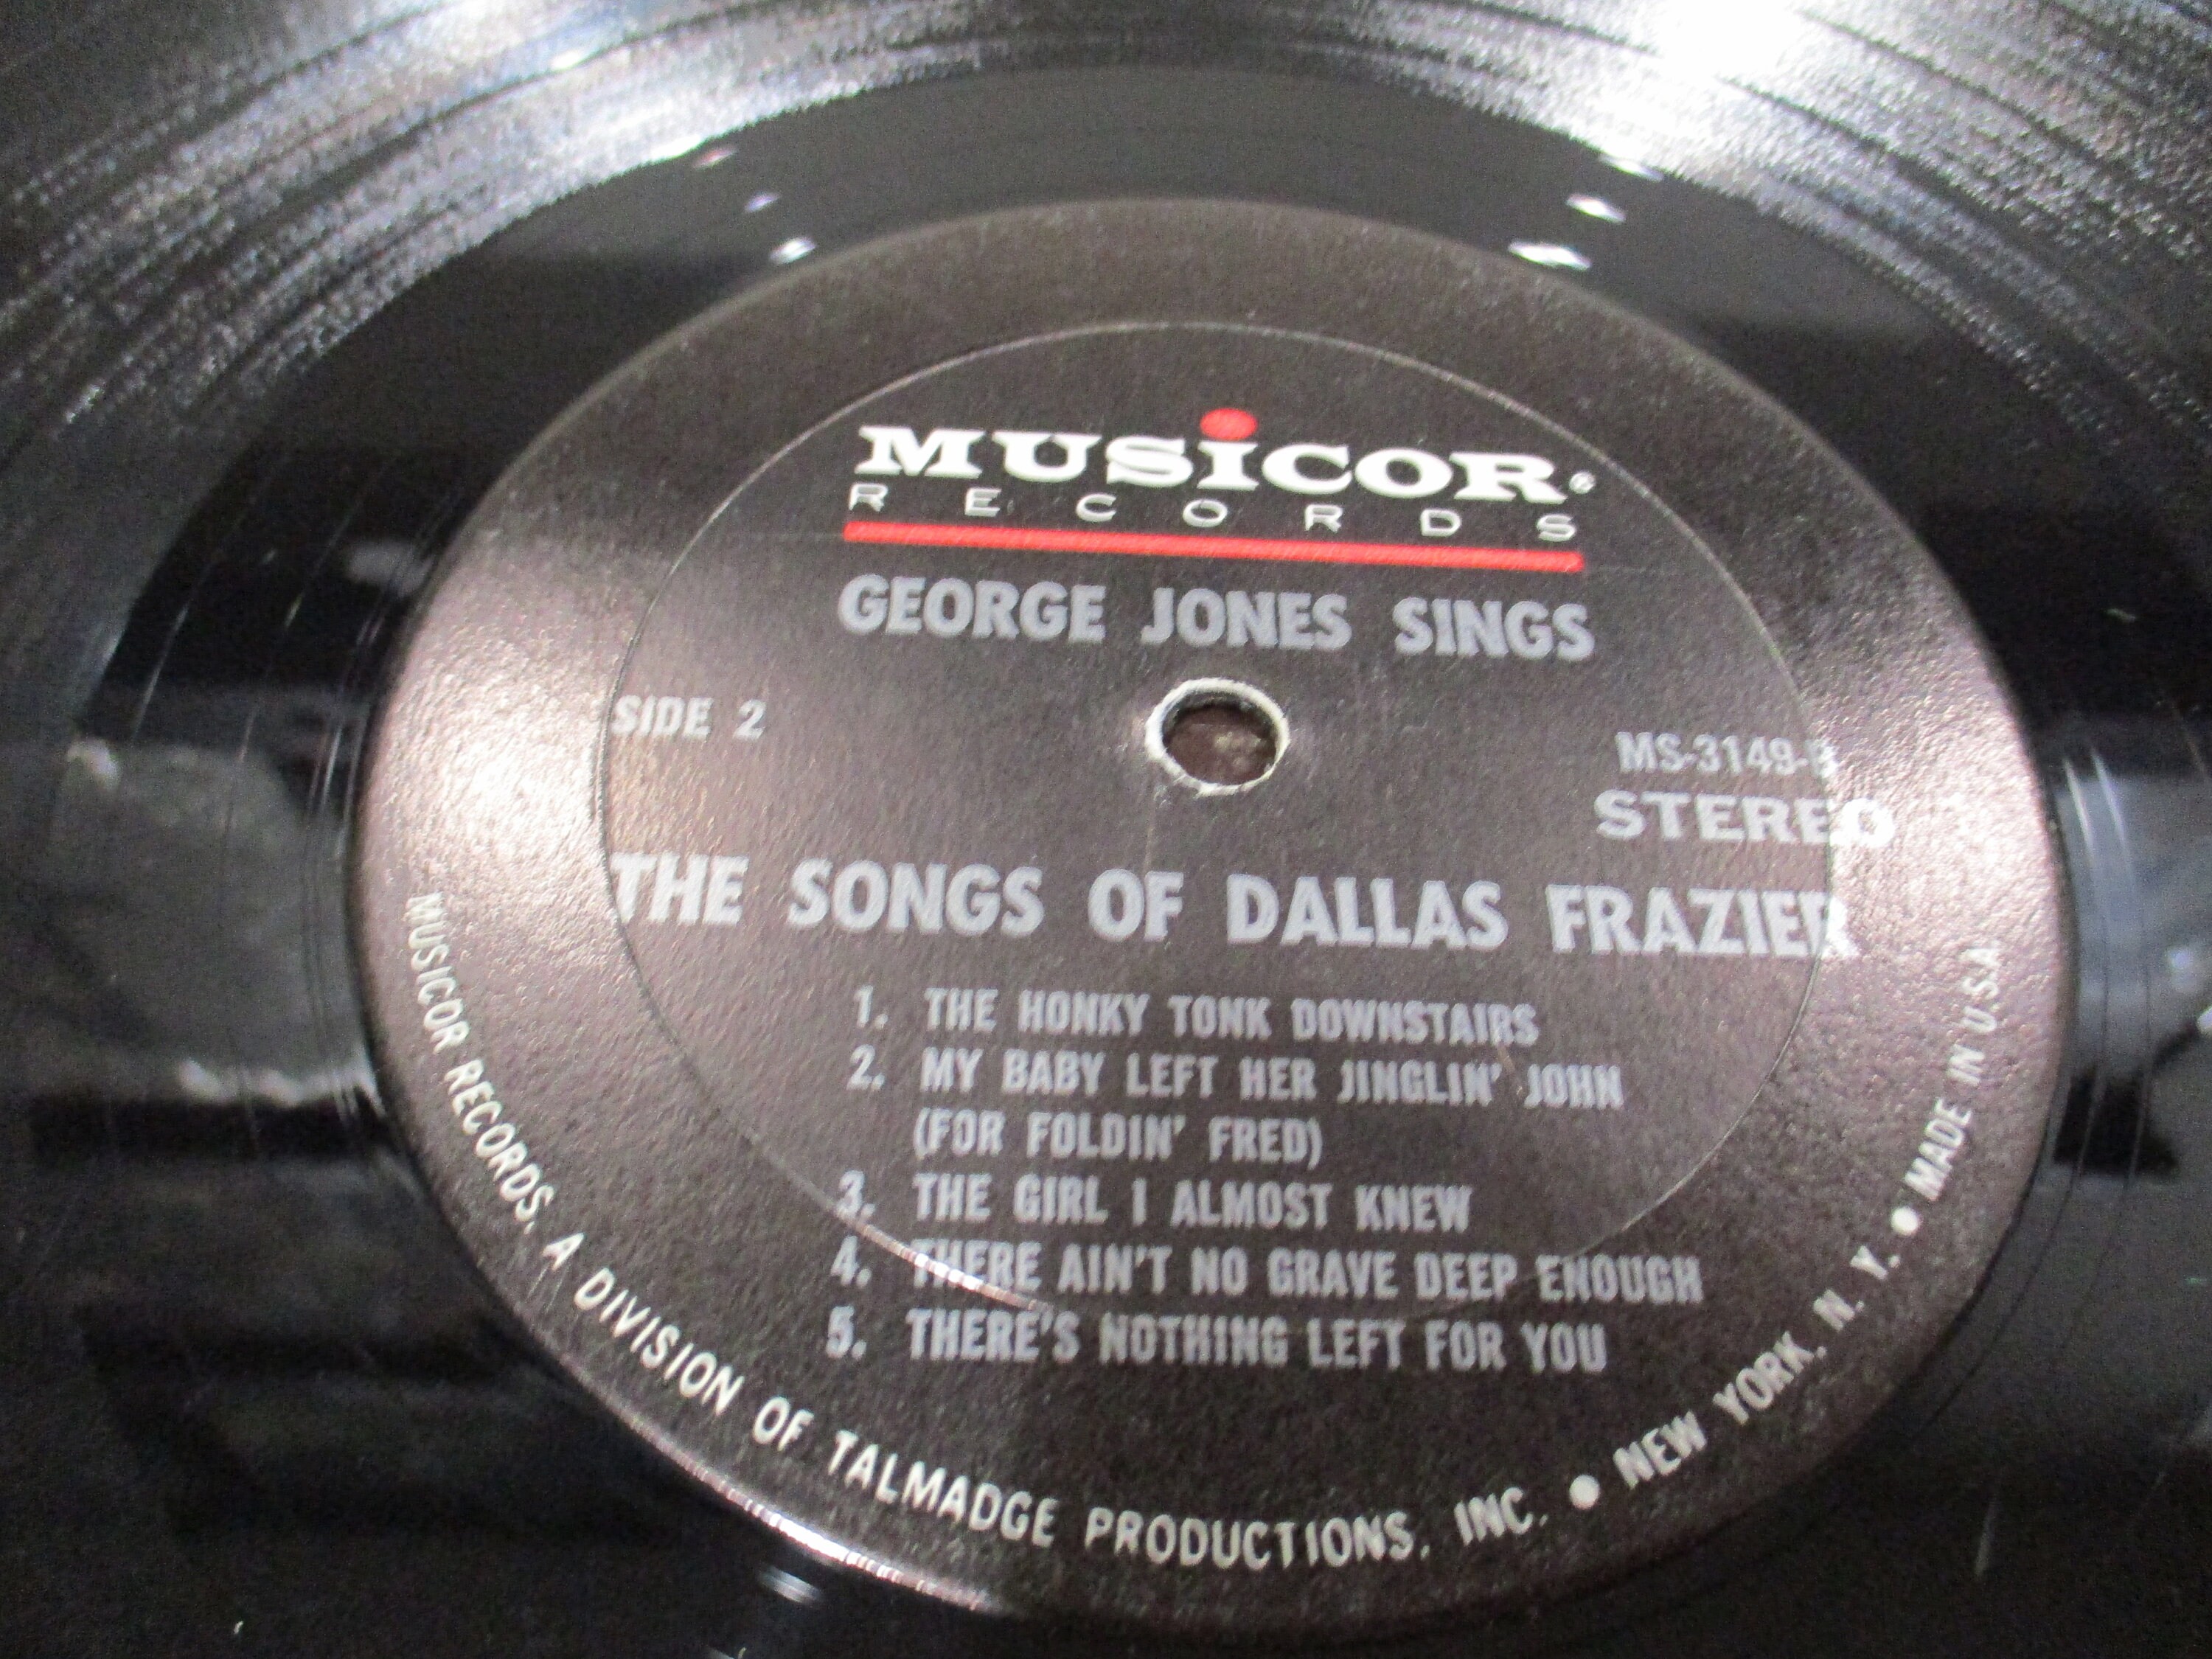 MUSiCOR®
RECORDS
GEORGE JONES SINGS
SIDE 2
MS-3149-B
STEREO
THE SONGS OF DALLAS FRAZIER
1. THE HONKY TONK DOWNSTAIRS
2. MY BABY LEFT HER JINGLIN' JOHN
(FOR FOLDIN' FRED)
3. THE GIRL I ALMOST KNEW
4. THERE AIN'T NO GRAVE DEEP ENOUGH
5. THERE'S NOTHING LEFT FOR YOU
MUSICOR RECORDS, A DIVISION OF TALMADGE PRODUCTIONS, INC. • NEW YORK, N. Y. • MADE IN U.S.A.